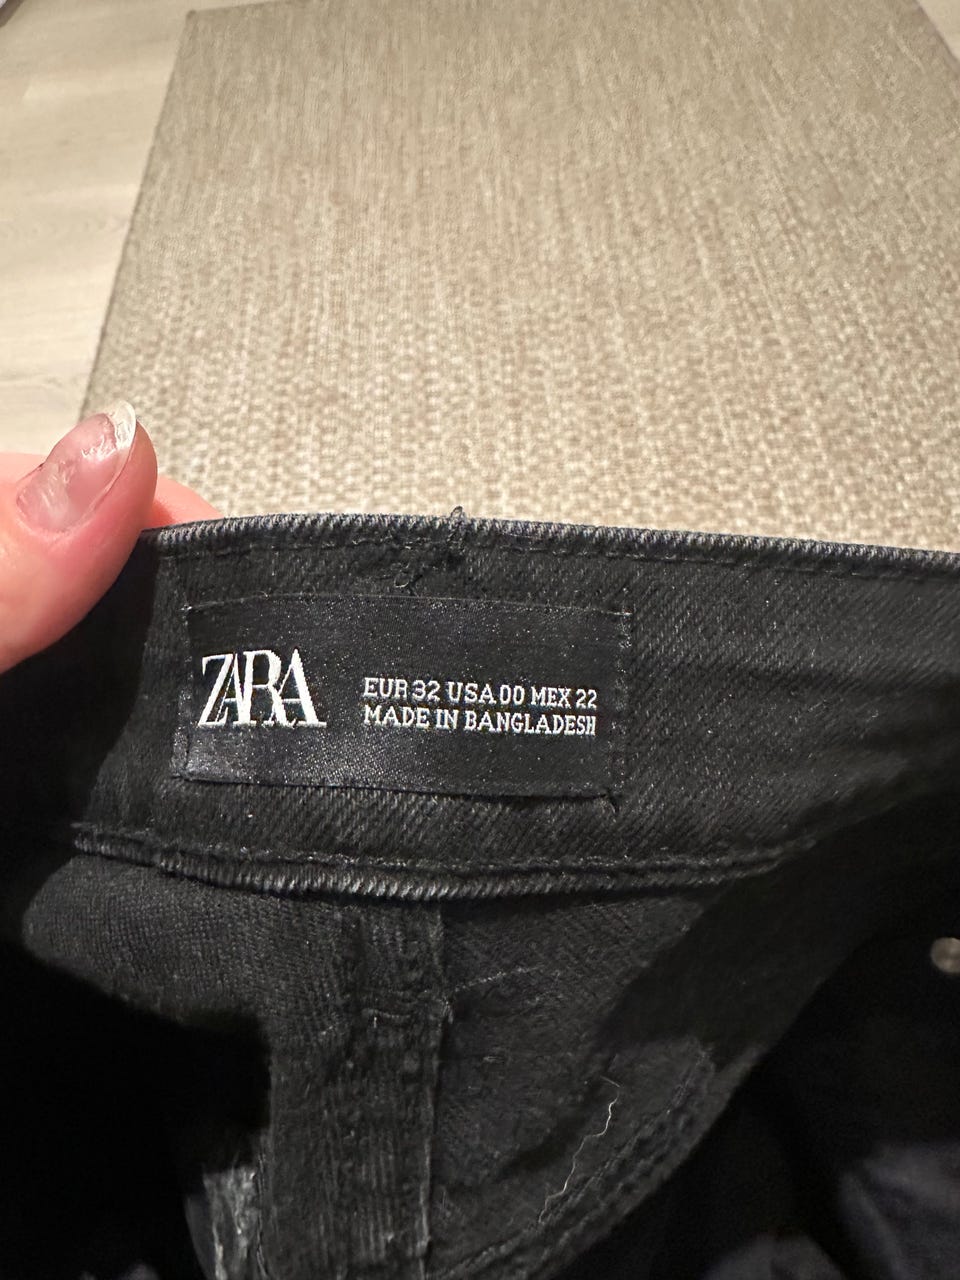 ZARA
EUR 32 USA 00 MEX 22
MADE IN BANGLADESH